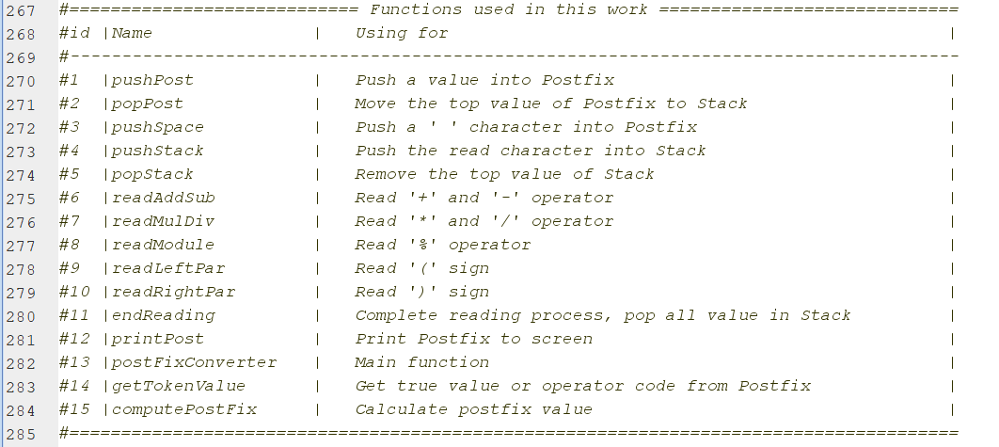 267 #============================ Functions used in this work =============================
268 #id |Name | Using for |
269 #--------------------------------------------------------------------------------------
270 #1 |pushPost | Push a value into Postfix |
271 #2 |popPost | Move the top value of Postfix to Stack |
272 #3 |pushSpace | Push a ' ' character into Postfix |
273 #4 |pushStack | Push the read character into Stack |
274 #5 |popStack | Remove the top value of Stack |
275 #6 |readAddSub | Read '+' and '-' operator |
276 #7 |readMulDiv | Read '*' and '/' operator |
277 #8 |readModule | Read '%' operator |
278 #9 |readLeftPar | Read '(' sign |
279 #10 |readRightPar | Read ')' sign |
280 #11 |endReading | Complete reading process, pop all value in Stack |
281 #12 |printPost | Print Postfix to screen |
282 #13 |postFixConverter | Main function |
283 #14 |getTokenValue | Get true value or operator code from Postfix |
284 #15 |computePostFix | Calculate postfix value |
285 #======================================================================================